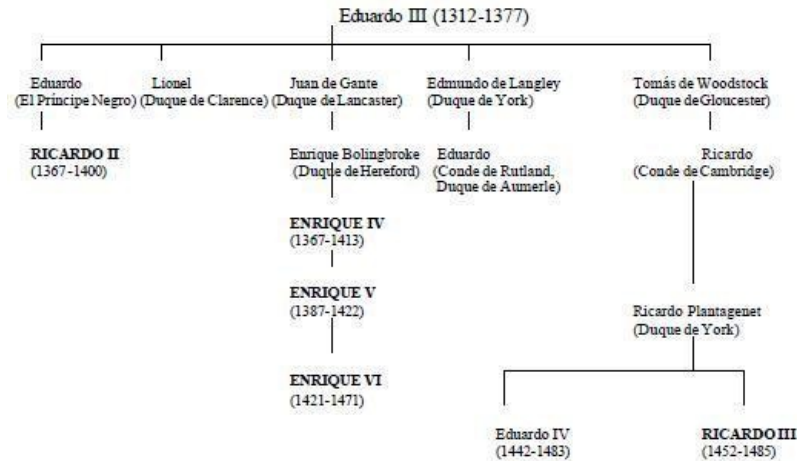 Eduardo III (1312-1377)
Eduardo
(El Príncipe Negro)
Lionel
(Duque de Clarence)
Juan de Gante
(Duque de Lancaster)
Edmundo de Langley
(Duque de York)
Tomás de Woodstock
(Duque de Gloucester)
RICARDO II
(1367-1400)
Enrique Bolingbroke
(Duque de Hereford)
Eduardo
(Conde de Rutland,
Duque de Aumerle)
Ricardo
(Conde de Cambridge)
ENRIQUE IV
(1367-1413)
ENRIQUE V
(1387-1422)
Ricardo Plantagenet
(Duque de York)
ENRIQUE VI
(1421-1471)
Eduardo IV
(1442-1483)
RICARDO III
(1452-1485)